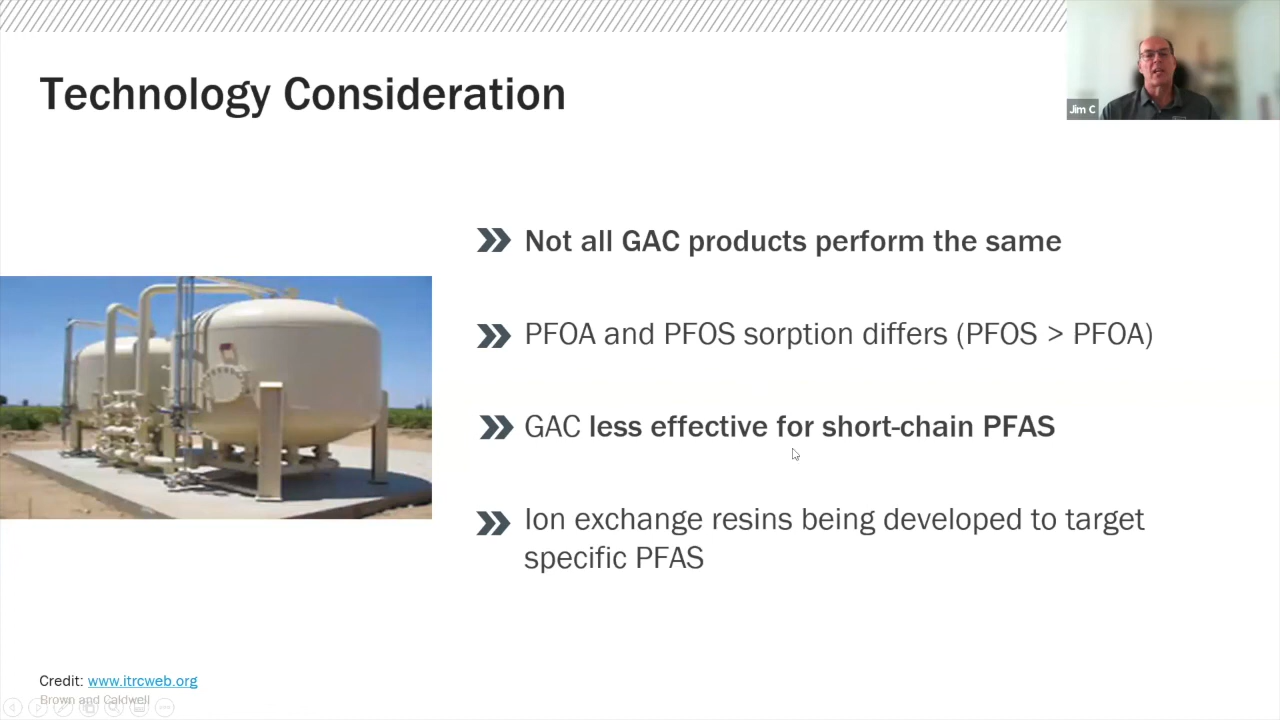 Technology Consideration
Jim C
Not all GAC products perform the same
PFOA and PFOS sorption differs (PFOS > PFOA)
GAC less effective for short-chain PFAS
Ion exchange resins being developed to target
specific PFAS
Credit: www.itrcweb.org
Brown and Caldwell